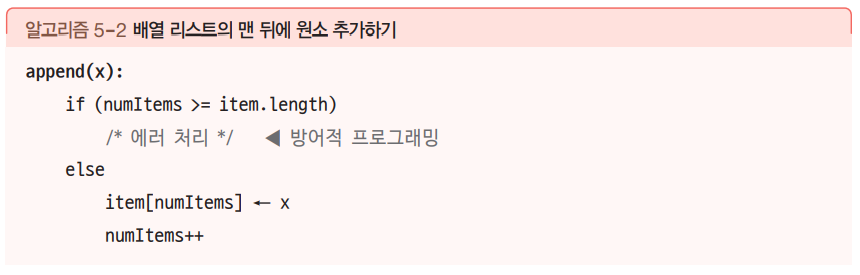 알고리즘 5-2 배열 리스트의 맨 뒤에 원소 추가하기
append(x):
if (numItems >= item.length)
/* 에러 처리 */ ◀ 방어적 프로그래밍
else
item[numItems] ← x
numItems++